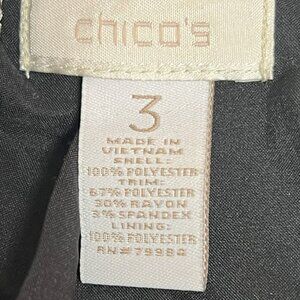 chico's
3
MADE IN
VIETNAM
SHELL:
100% POLYESTER
TRIM:
67% POLYESTER
30% RAYON
3% SPANDEX
LINING:
100% POLYESTER
RN#79984